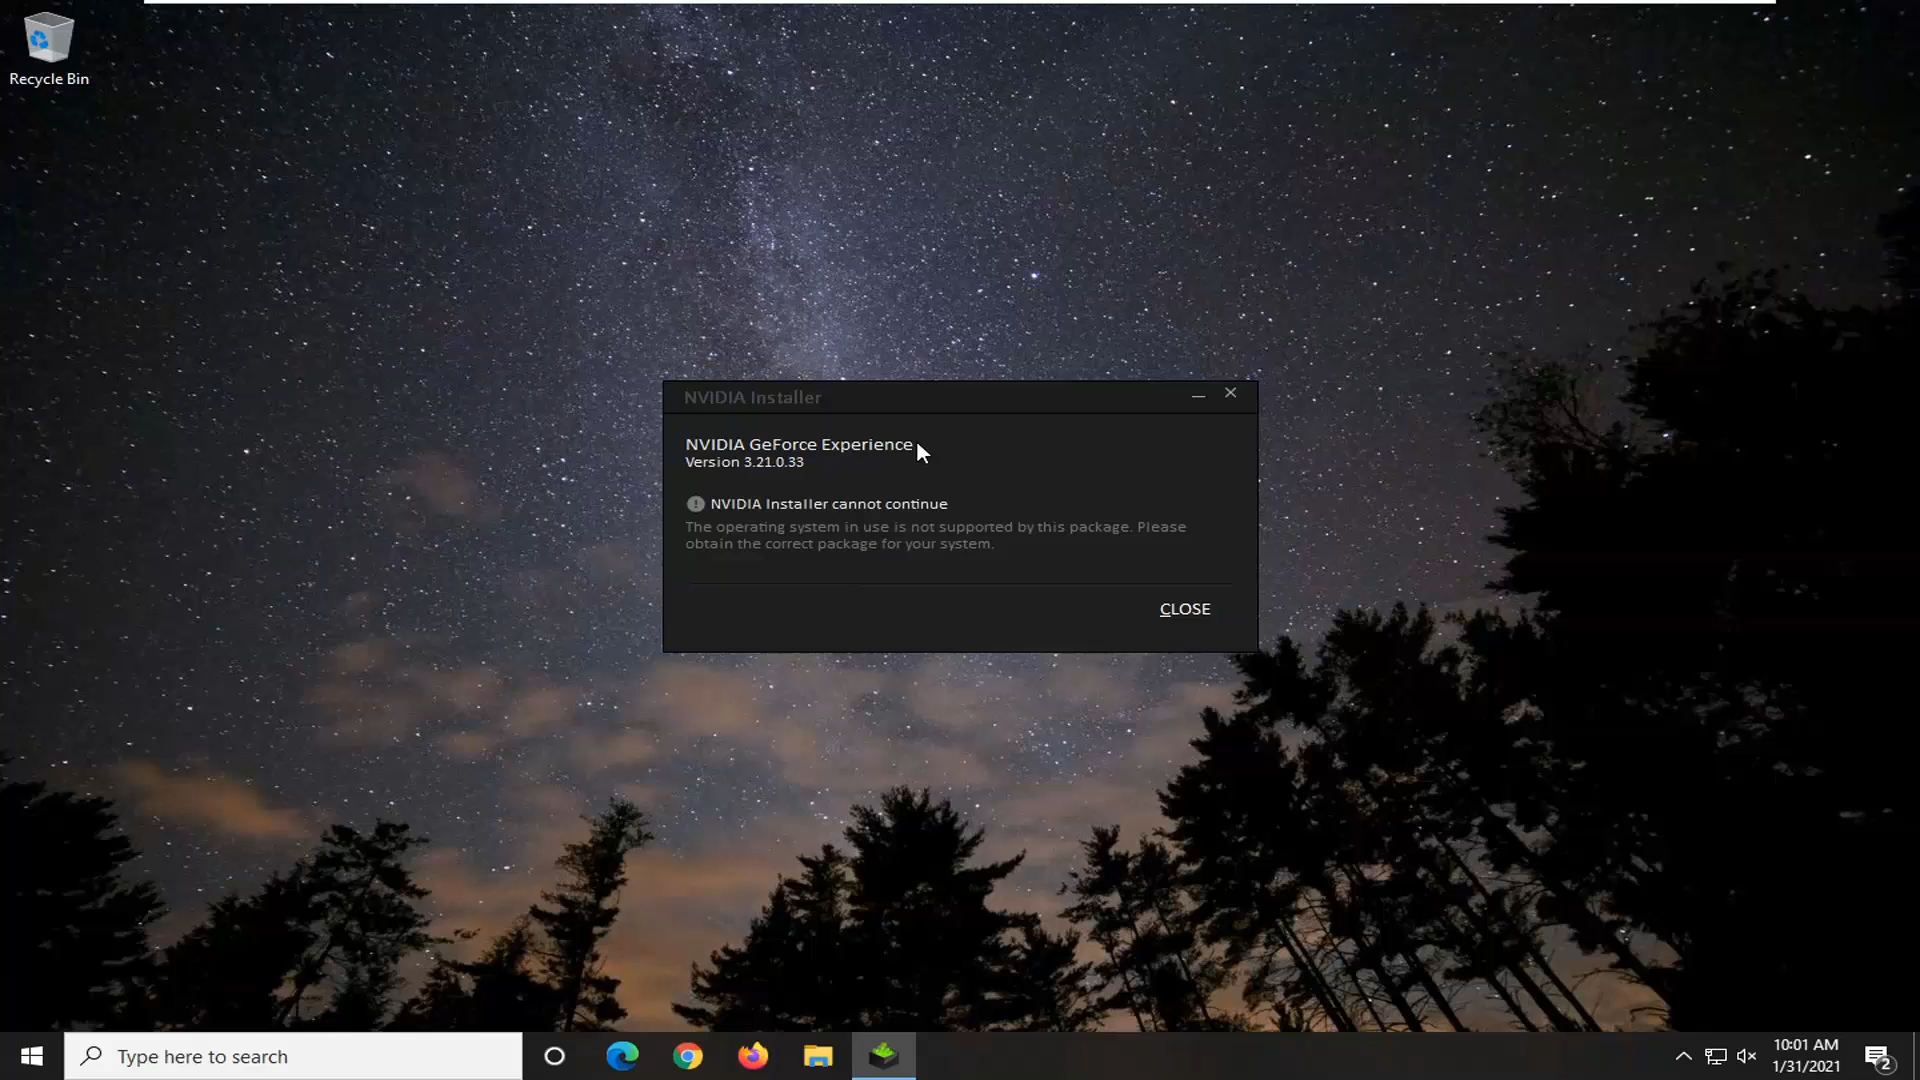 Recycle Bin
NVIDIA Installer
NVIDIA GeForce Experience
Version 3.21.0.33
NVIDIA Installer cannot continue
The operating system in use is not supported by this package. Please
obtain the correct package for your system.
CLOSE
Type here to search
10:01 AM
1/31/2021
2